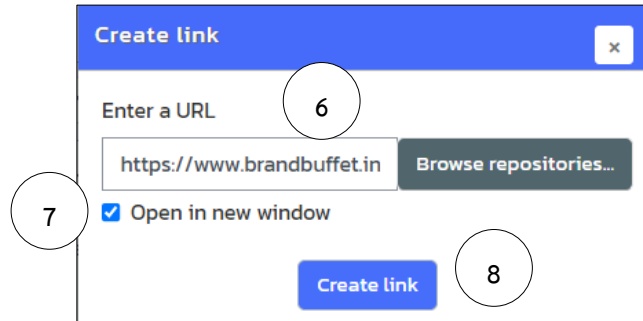 Create link
×
6
Enter a URL
https://www.brandbuffet.in Browse repositories...
7
Open in new window
Create link
8